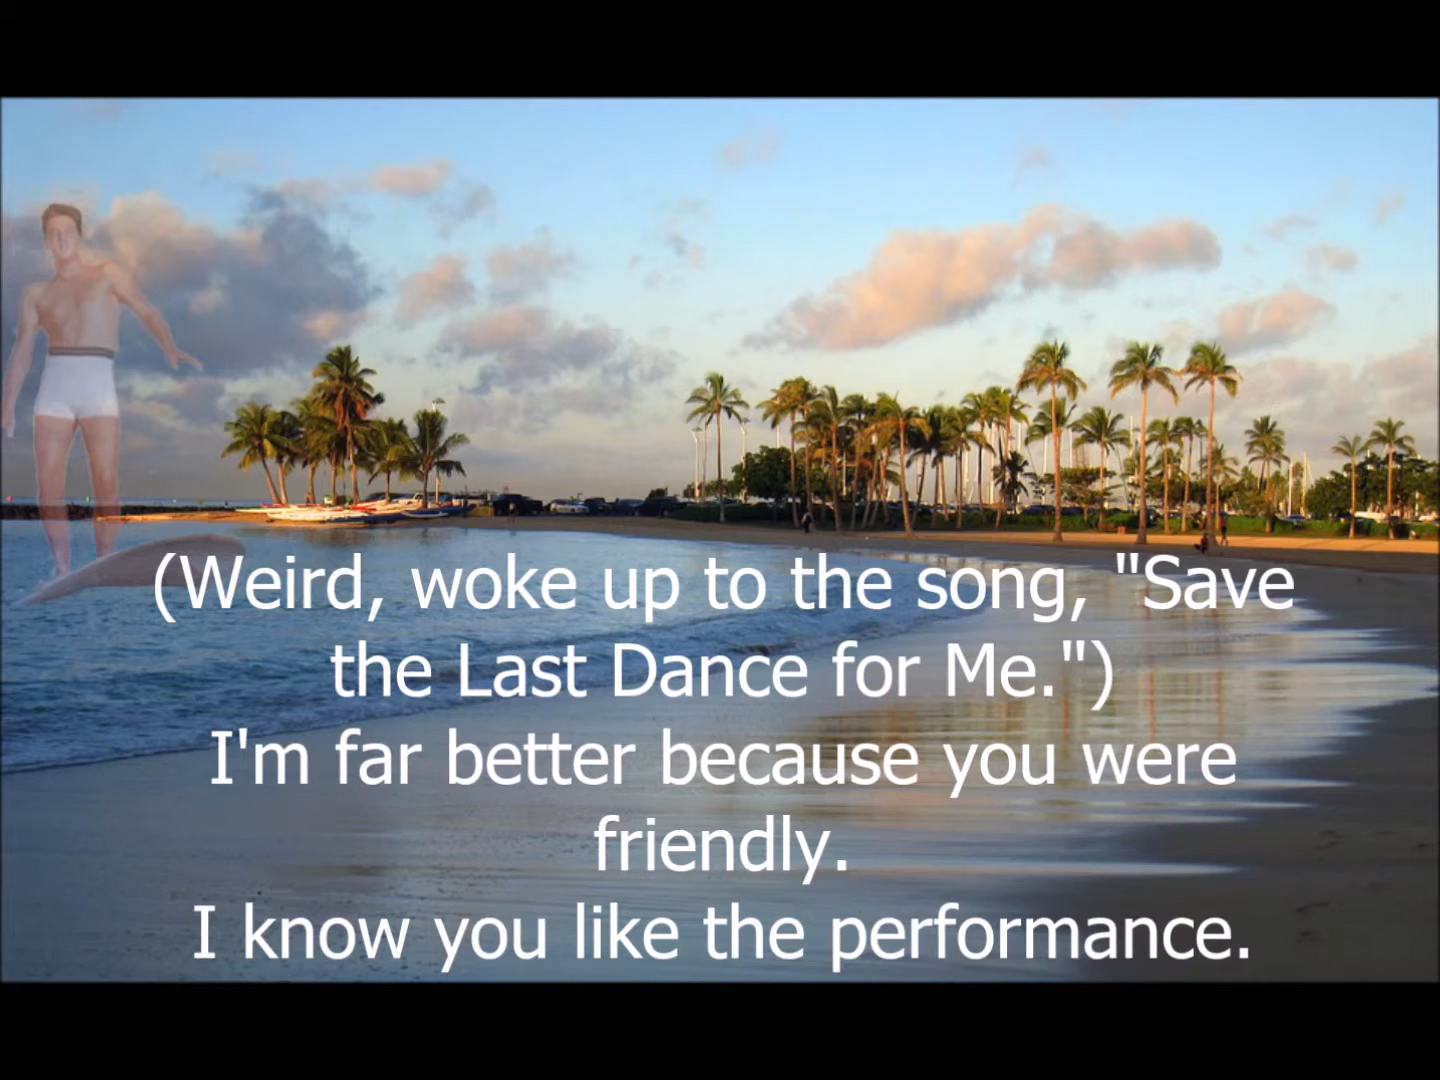 (Weird, woke up to the song, "Save
the Last Dance for Me.")
I'm far better because you were
friendly.
I know you like the performance.